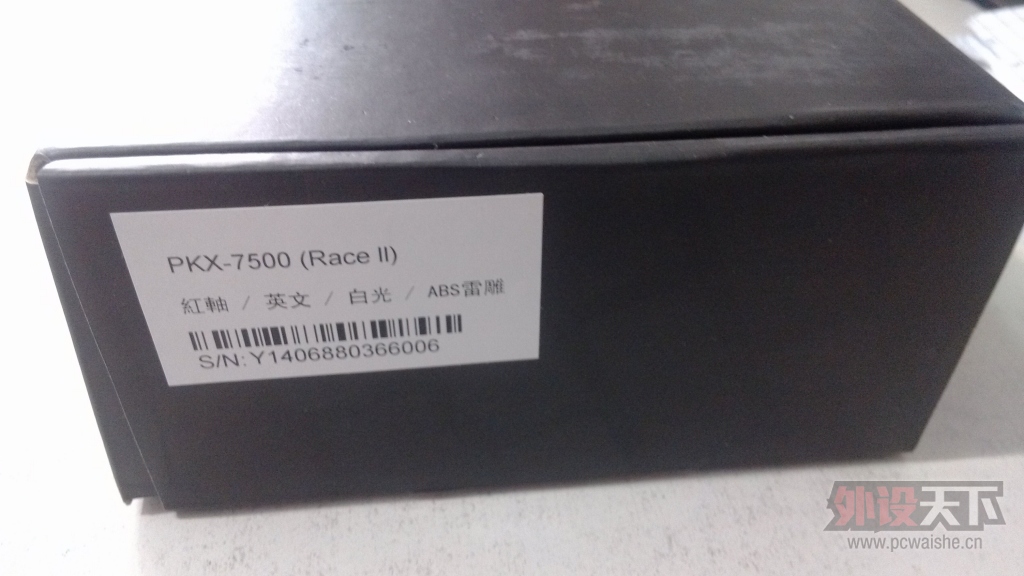 PKX-7500 (Race II)
紅軸 / 英文 / 白光 / ABS雷雕
S/N:Y1406880366006
外设天下
www.pcwaishe.cn